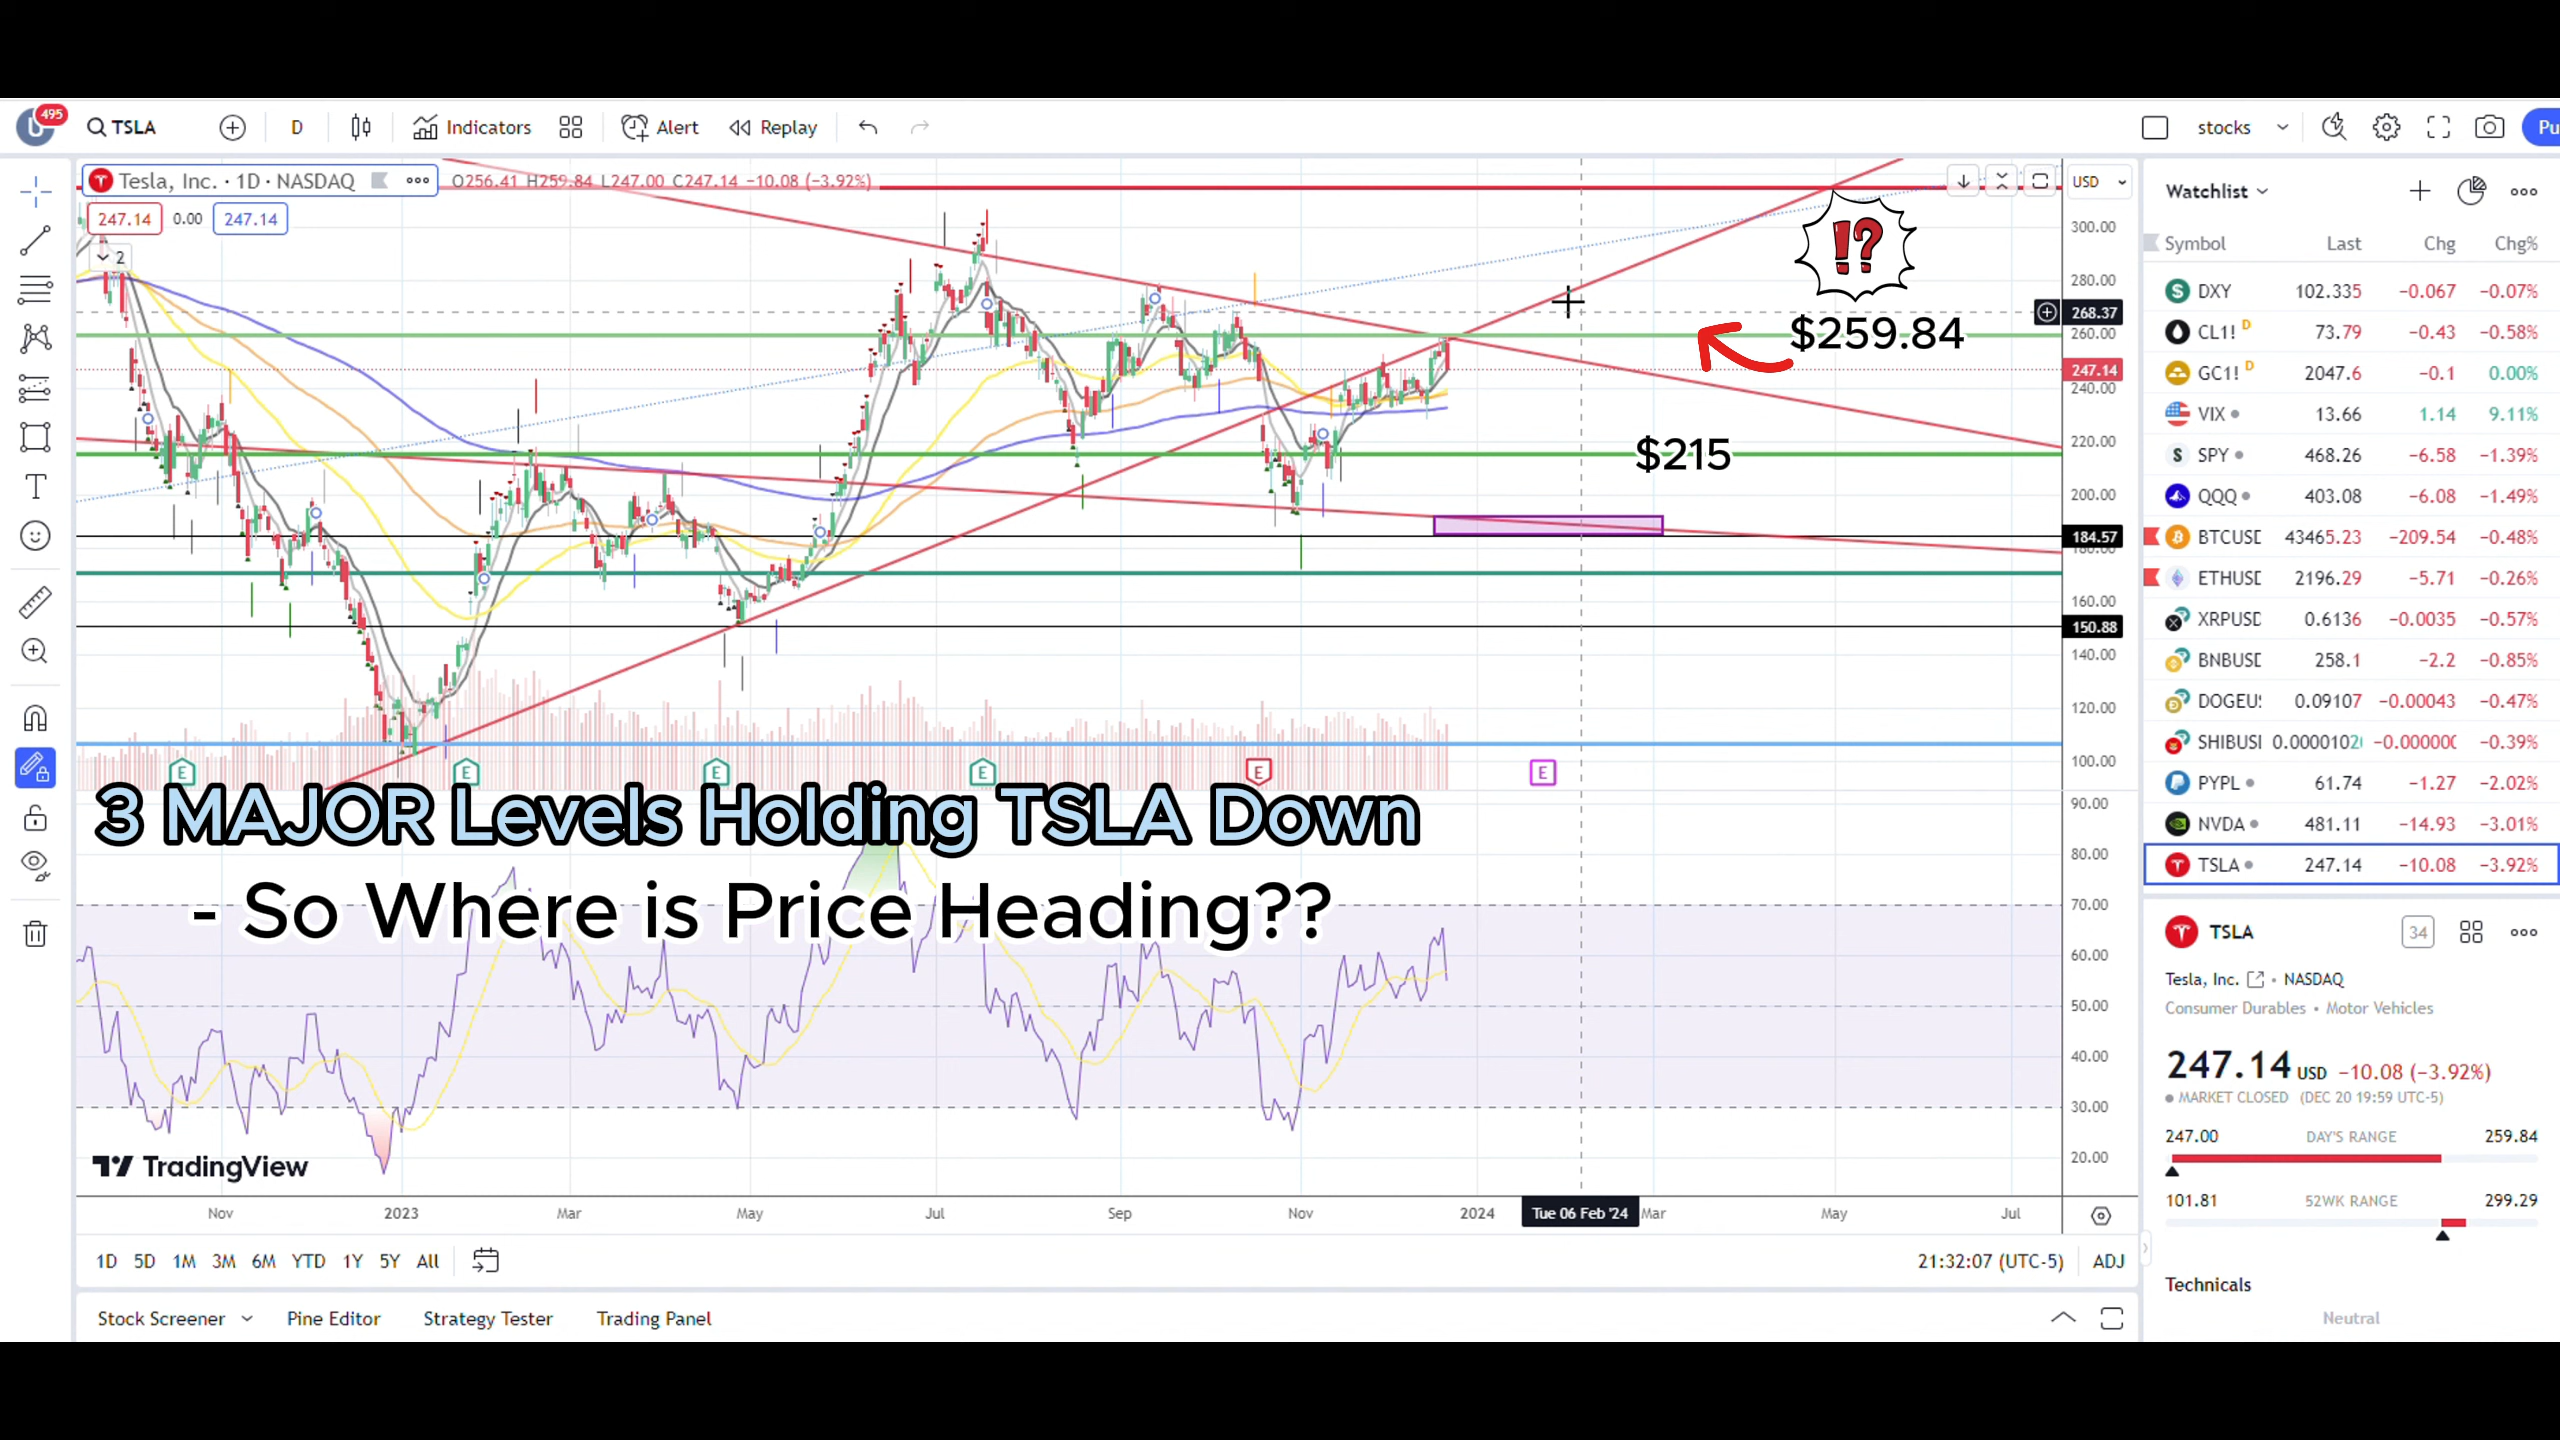 495
TSLA
D
Indicators
Alert
Replay
stocks
Pu
Tesla, Inc. · 1D · NASDAQ
O256.41 H259.84 L247.00 C247.14 −10.08 (−3.92%)
USD
247.14 0.00 247.14
2
300.00
280.00
268.37
260.00
247.14
240.00
220.00
200.00
184.57
180.00
160.00
150.88
140.00
120.00
100.00
90.00
80.00
70.00
60.00
50.00
40.00
30.00
20.00
!?
$259.84
$215
E E E E E E
3 MAJOR Levels Holding TSLA Down
- So Where is Price Heading??
TradingView
Nov 2023 Mar May Jul Sep Nov 2024 Tue 06 Feb '24 Mar May Jul
1D 5D 1M 3M 6M YTD 1Y 5Y All
21:32:07 (UTC-5) ADJ
Stock Screener Pine Editor Strategy Tester Trading Panel
Watchlist
Symbol Last Chg Chg%
DXY 102.335 −0.067 −0.07%
CL1! D 73.79 −0.43 −0.58%
GC1! D 2047.6 −0.1 0.00%
VIX 13.66 1.14 9.11%
SPY 468.26 −6.58 −1.39%
QQQ 403.08 −6.08 −1.49%
BTCUSD 43465.23 −209.54 −0.48%
ETHUSD 2196.29 −5.71 −0.26%
XRPUSD 0.6136 −0.0035 −0.57%
BNBUSD 258.1 −2.2 −0.85%
DOGEU 0.09107 −0.00043 −0.47%
SHIBUSI 0.0000102 −0.000000 −0.39%
PYPL 61.74 −1.27 −2.02%
NVDA 481.11 −14.93 −3.01%
TSLA 247.14 −10.08 −3.92%
TSLA
34
Tesla, Inc. • NASDAQ
Consumer Durables • Motor Vehicles
247.14 USD −10.08 (−3.92%)
MARKET CLOSED (DEC 20 19:59 UTC-5)
247.00 DAY'S RANGE 259.84
101.81 52WK RANGE 299.29
Technicals
Neutral